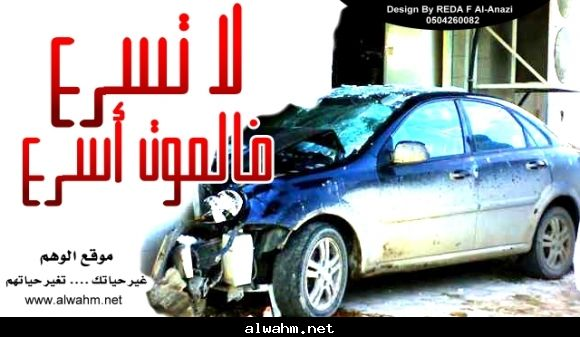 Design By REDA F Al-Anazi
0504260082
لا تسرع
فالموت أسرع
موقع الوهم
غير حياتك .... تغير حياتهم
www.alwahm.net
alwahm.net